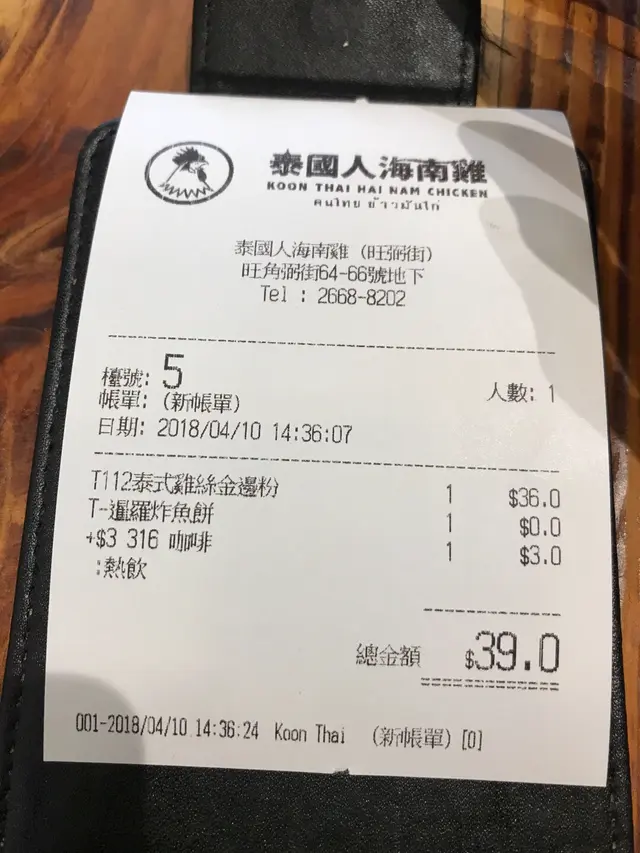 泰國人海南雞
KOON THAI HAI NAM CHICKEN
คนไทย ข้าวมันไก่
泰國人海南雞 (旺弼街)
旺角弼街64-66號地下
Tel : 2668-8202
檯號: 5 人數: 1
帳單: (新帳單)
日期: 2018/04/10 14:36:07
T112泰式雞絲金邊粉 1 $36.0
T-暹羅炸魚餅 1 $0.0
+$3 316 咖啡 1 $3.0
:熱飲
總金額 $39.0
001-2018/04/10 14:36:24 Koon Thai (新帳單) [0]